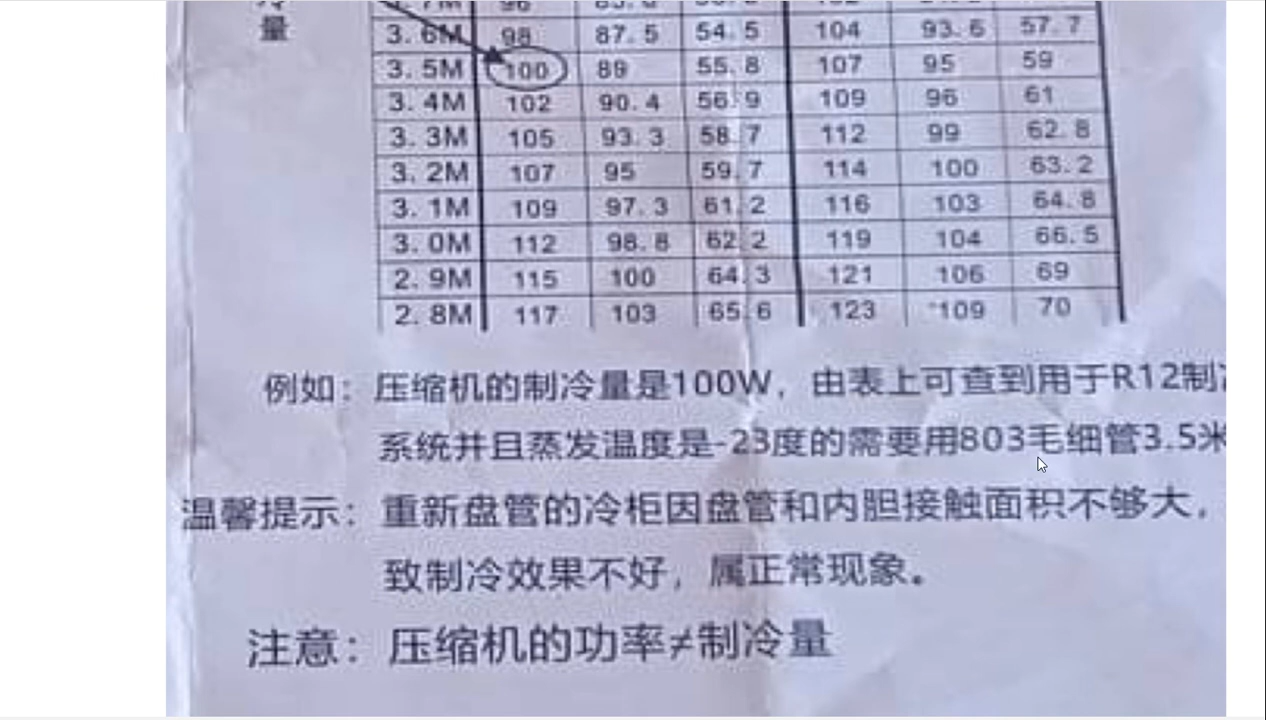 量
3.6M 98 87.5 54.5 104 93.6 57.7
3.5M 100 89 55.8 107 95 59
3.4M 102 90.4 56.9 109 96 61
3.3M 105 93.3 58.7 112 99 62.8
3.2M 107 95 59.7 114 100 63.2
3.1M 109 97.3 61.2 116 103 64.8
3.0M 112 98.8 62.2 119 104 66.5
2.9M 115 100 64.3 121 106 69
2.8M 117 103 65.6 123 109 70
例如：压缩机的制冷量是100W，由表上可查到用于R12制
系统并且蒸发温度是-23度的需要用803毛细管3.5米
温馨提示：重新盘管的冷柜因盘管和内胆接触面积不够大，
致制冷效果不好，属正常现象。
注意：压缩机的功率≠制冷量